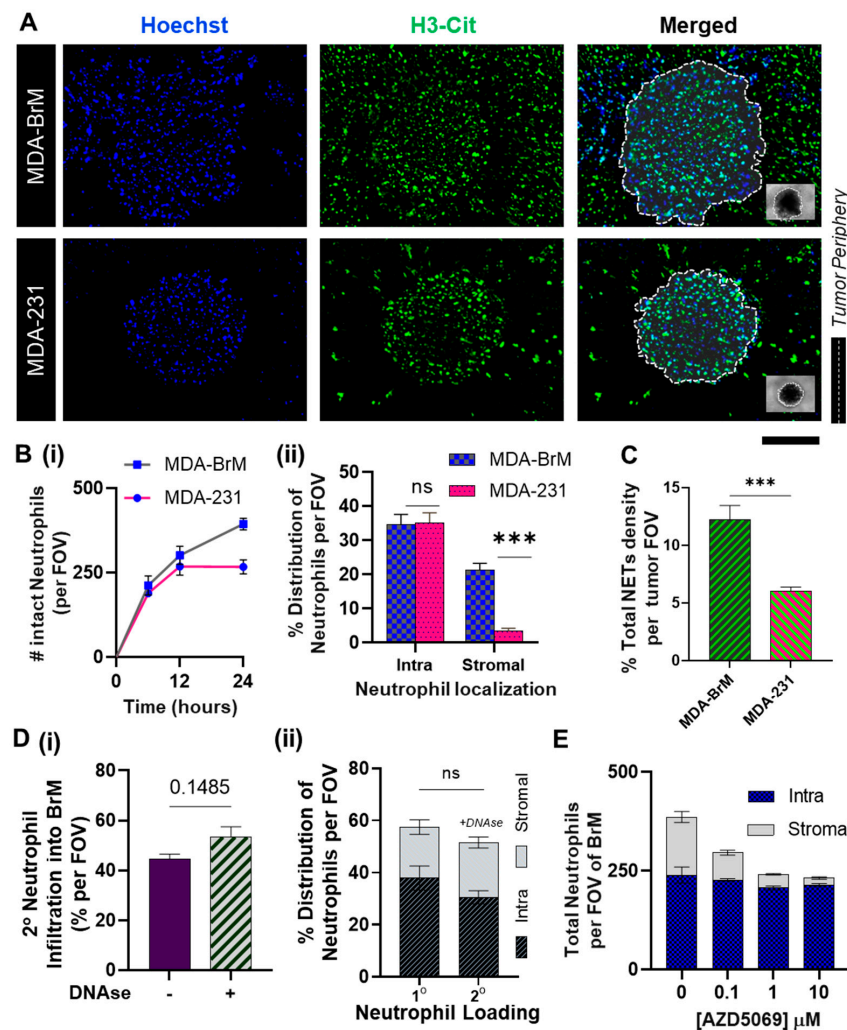 A
Hoechst
H3-Cit
Merged
MDA-BrM
MDA-231
Tumor Periphery
B (i)
MDA-BrM
MDA-231
# intact Neutrophils
(per FOV)
500
250
0
0
12
24
Time (hours)
(ii)
MDA-BrM
MDA-231
% Distribution of
Neutrophils per FOV
50
40
30
20
10
0
ns
***
Intra
Stromal
Neutrophil localization
C
% Total NETs density
per tumor FOV
15
10
5
0
***
MDA-BrM
MDA-231
D (i)
2° Neutrophil
Infiltration into BrM
(% per FOV)
80
60
40
20
0
0.1485
DNAse
-
+
(ii)
% Distribution of
Neutrophils per FOV
80
60
40
20
0
ns
+DNAse
1°
2°
Neutrophil Loading
Intra
Stromal
E
Total Neutrophils
per FOV of BrM
500
250
0
Intra
Stroma
0
0.1
1
10
[AZD5069] µM